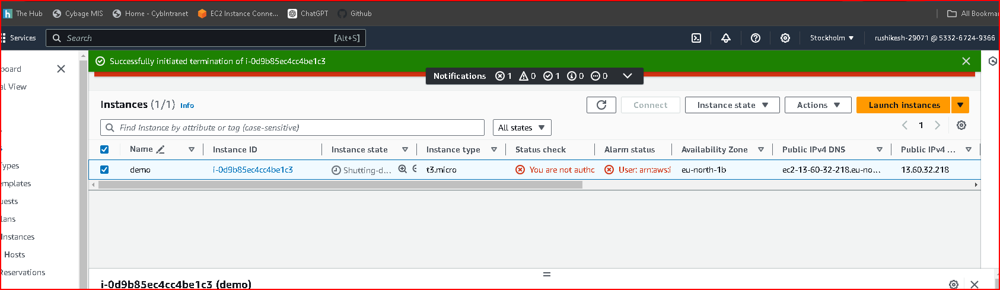 The Hub Cybage MIS Home - CybIntranet EC2 Instance Conne... ChatGPT Github All Bookmar
Services Search [Alt+S] Stockholm rushikesh-29071 @ 5332-6724-9366
Successfully initiated termination of i-0d9b85ec4cc4be1c3
Notifications 1 0 1 0 0
board
al View
Types
emplates
uests
lans
Instances
Hosts
Reservations
Instances (1/1) Info Connect Instance state Actions Launch instances
Find Instance by attribute or tag (case-sensitive) All states 1
Name Instance ID Instance state Instance type Status check Alarm status Availability Zone Public IPv4 DNS Public IPv4 ...
demo i-0d9b85ec4cc4be1c3 Shutting-d... t3.micro You are not autho User: arn:aws:i eu-north-1b ec2-13-60-32-218.eu-no... 13.60.32.218
i-0d9b85ec4cc4be1c3 (demo)